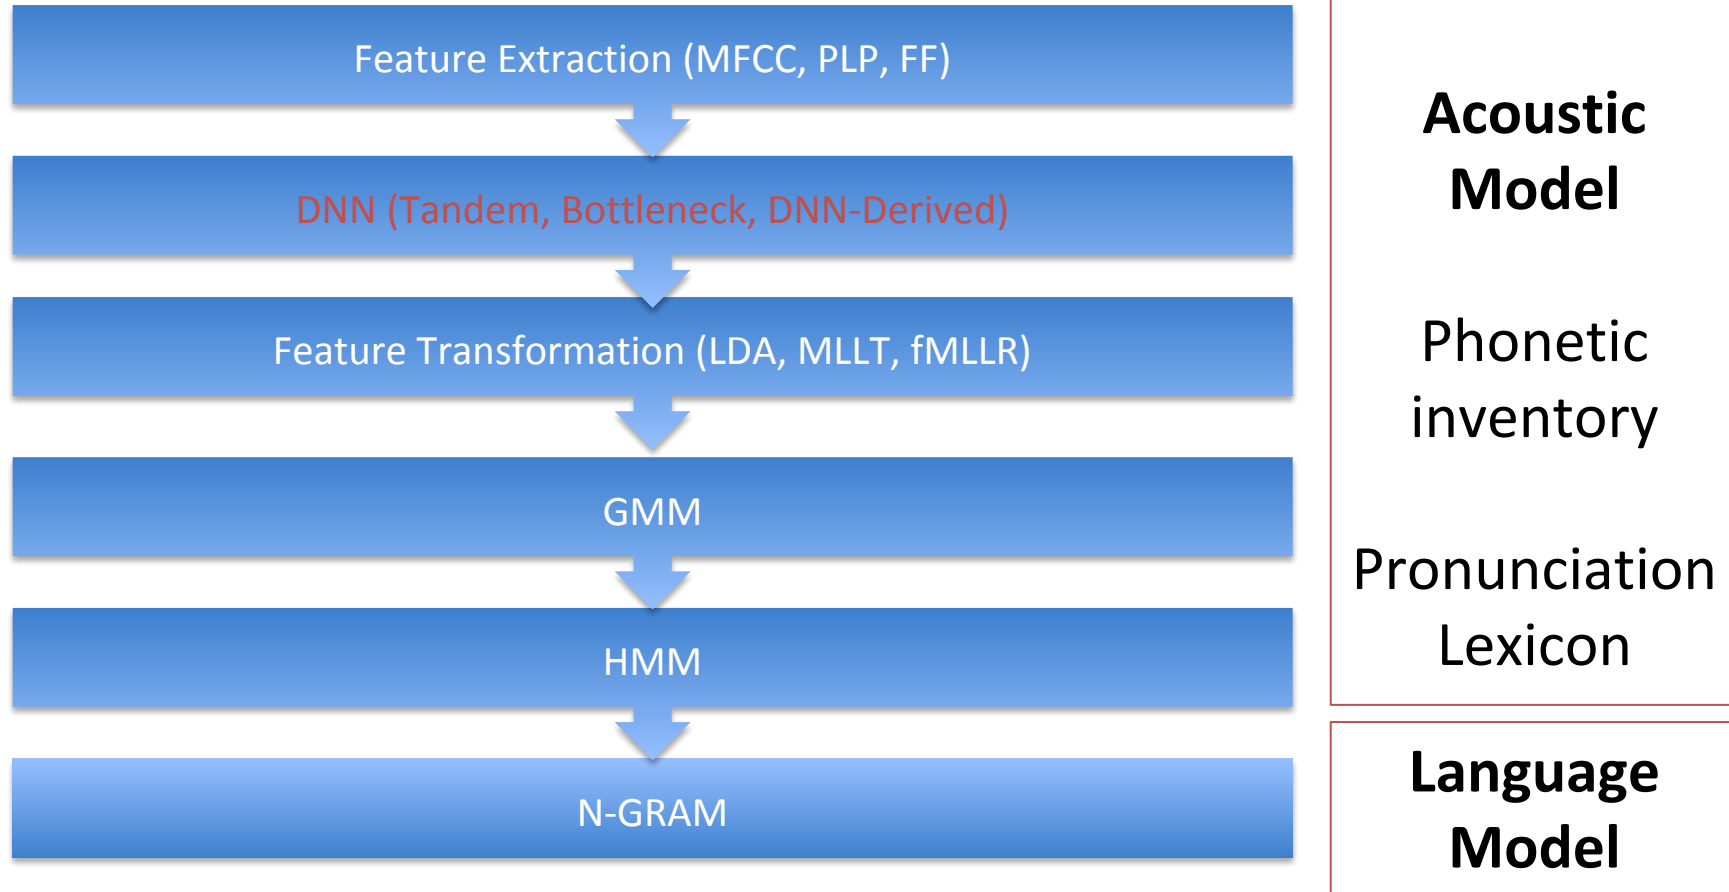 Feature Extraction (MFCC, PLP, FF)
DNN (Tandem, Bottleneck, DNN-Derived)
Feature Transformation (LDA, MLLT, fMLLR)
GMM
HMM
N-GRAM
Acoustic
Model
Phonetic
inventory
Pronunciation
Lexicon
Language
Model